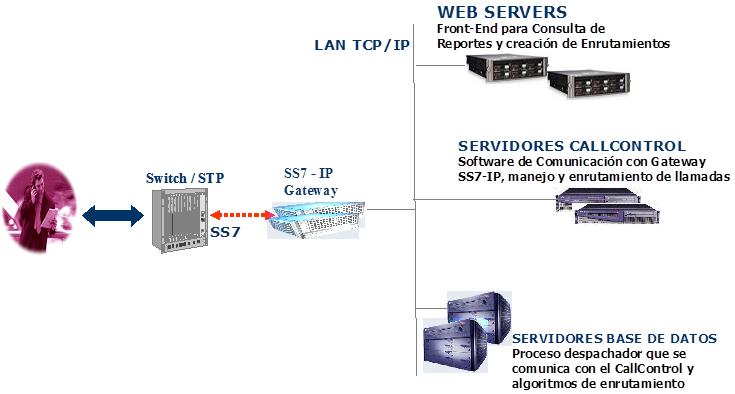 WEB SERVERS
Front-End para Consulta de
Reportes y creación de Enrutamientos
LAN TCP/IP
SERVIDORES CALLCONTROL
Software de Comunicación con Gateway
SS7-IP, manejo y enrutamiento de llamadas
Switch / STP
SS7 - IP
Gateway
SS7
SERVIDORES BASE DE DATOS
Proceso despachador que se
comunica con el CallControl y
algoritmos de enrutamiento